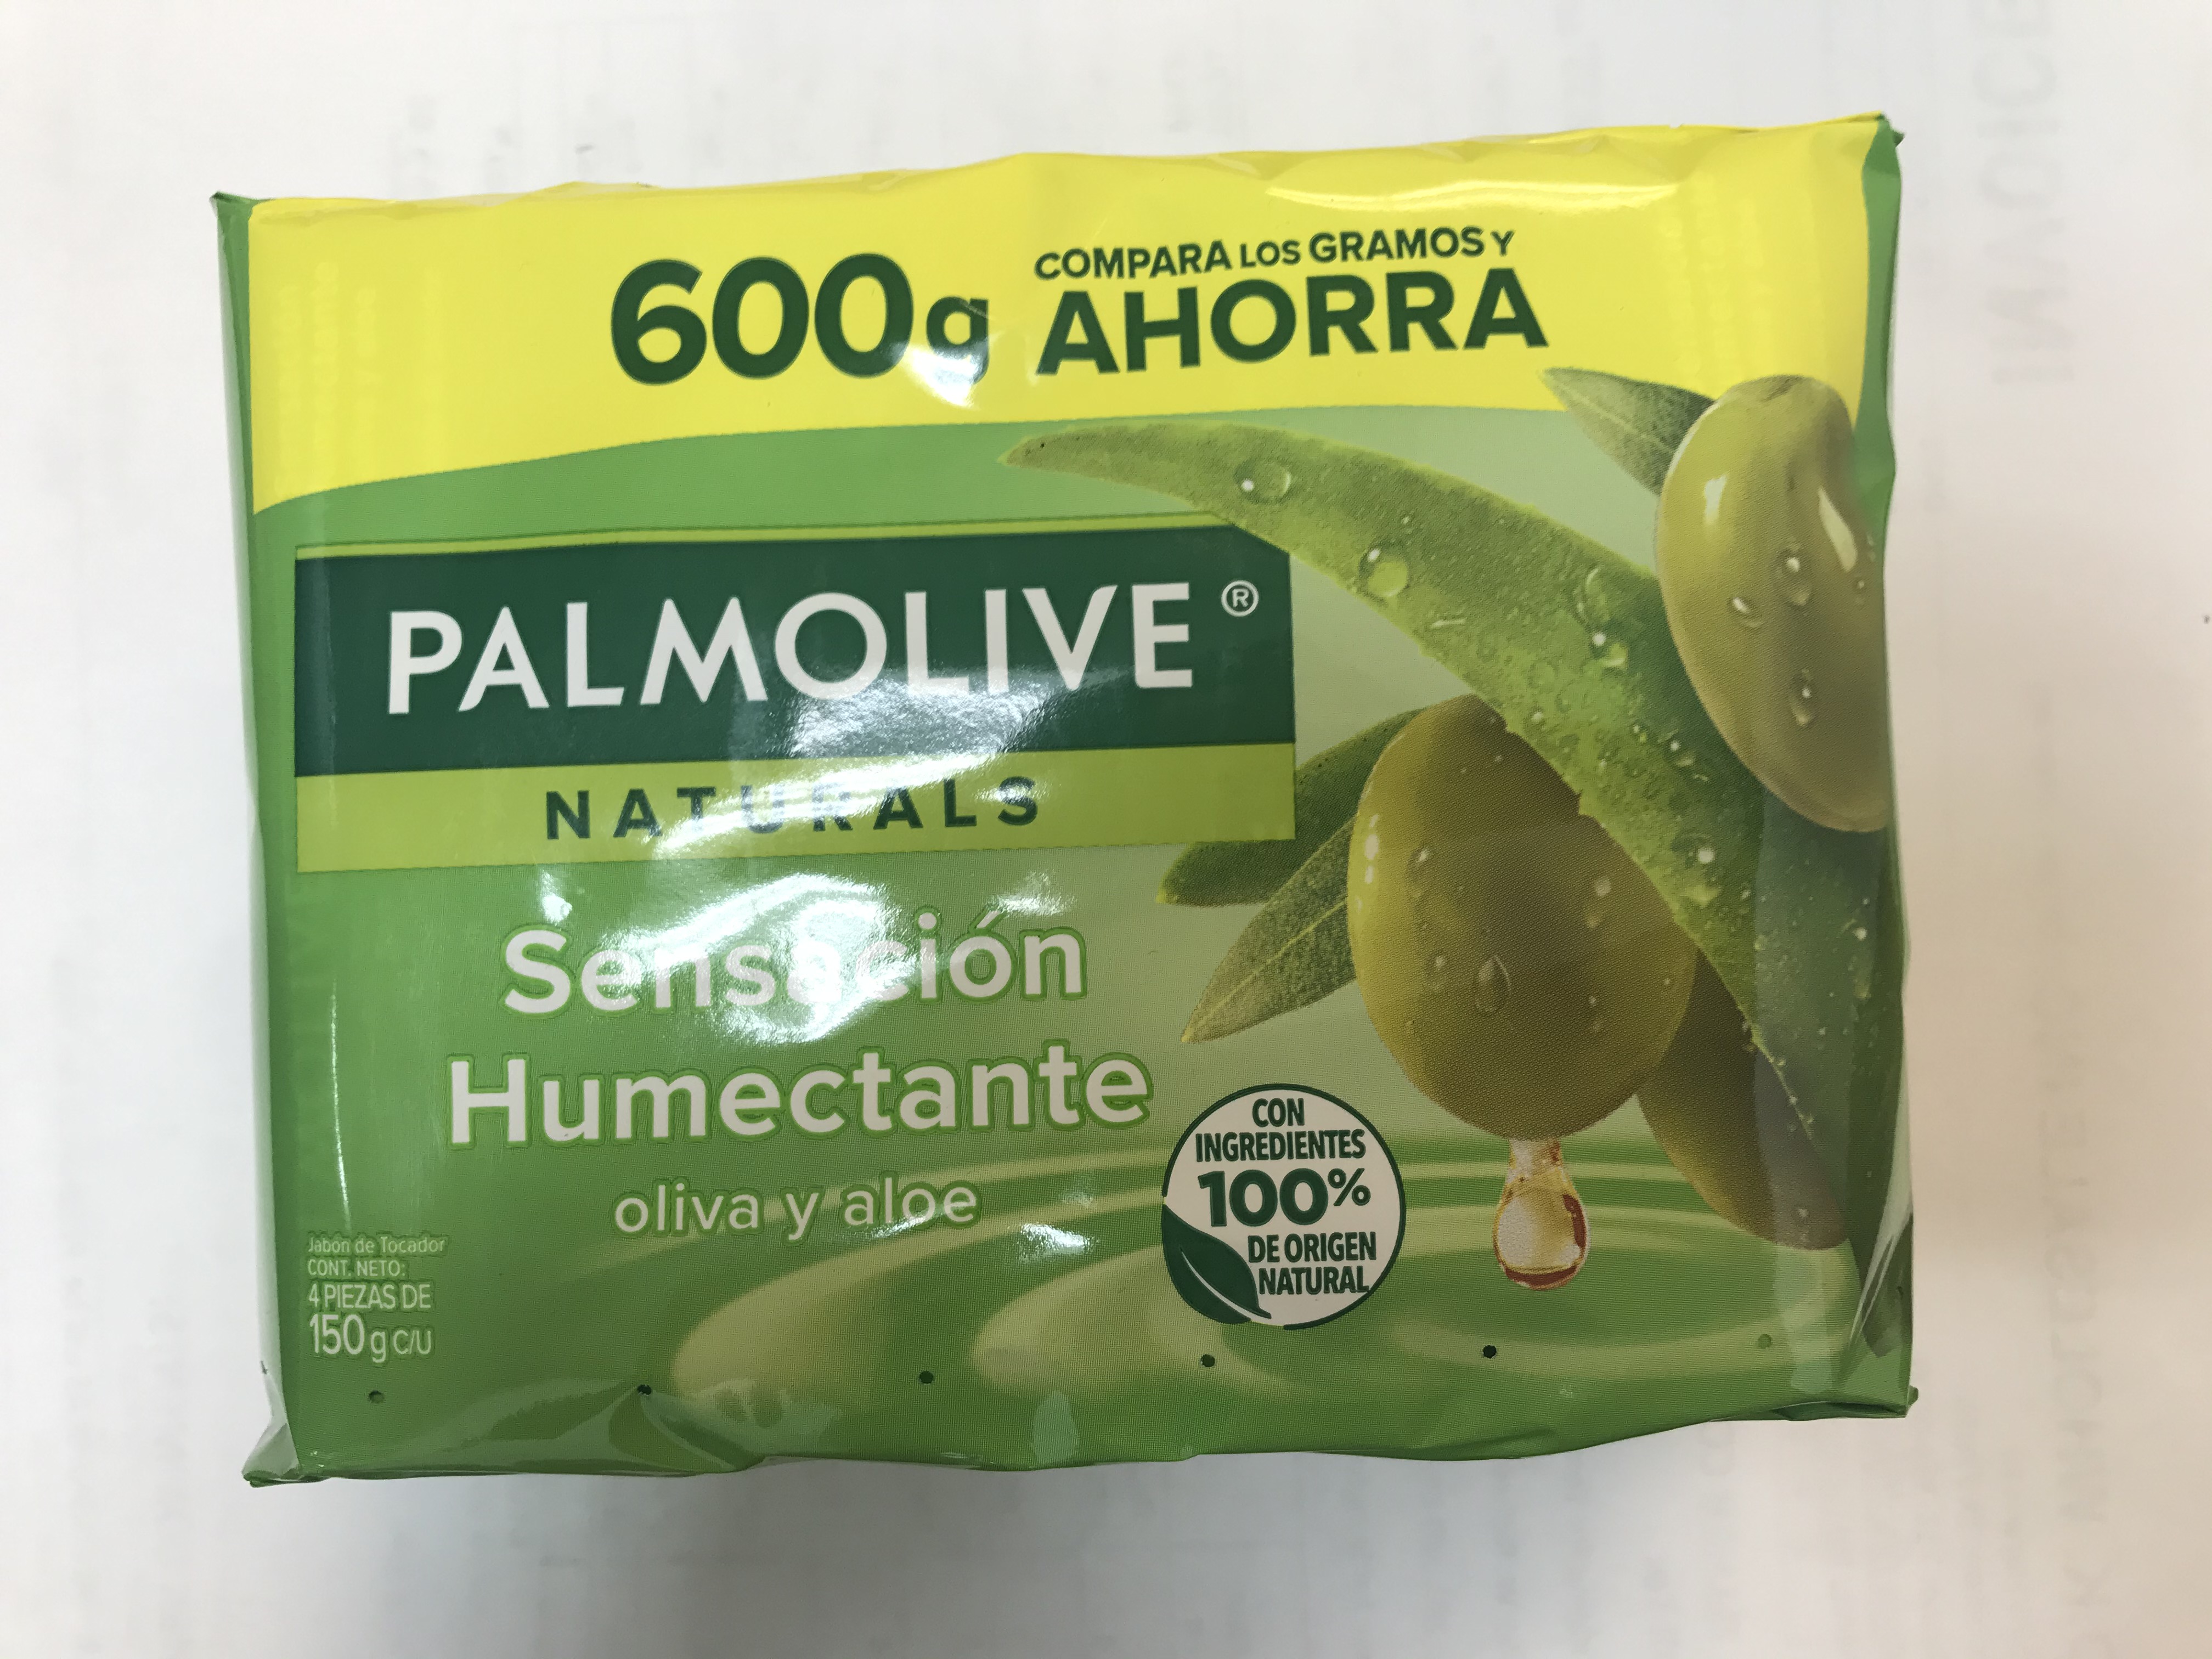 600g
COMPARA LOS GRAMOS Y
AHORRA
PALMOLIVE®
NATURALS
Sensación
Humectante
oliva y aloe
CON
INGREDIENTES
100%
DE ORIGEN
NATURAL
Jabón de Tocador
CONT. NETO:
4 PIEZAS DE
150g C/U